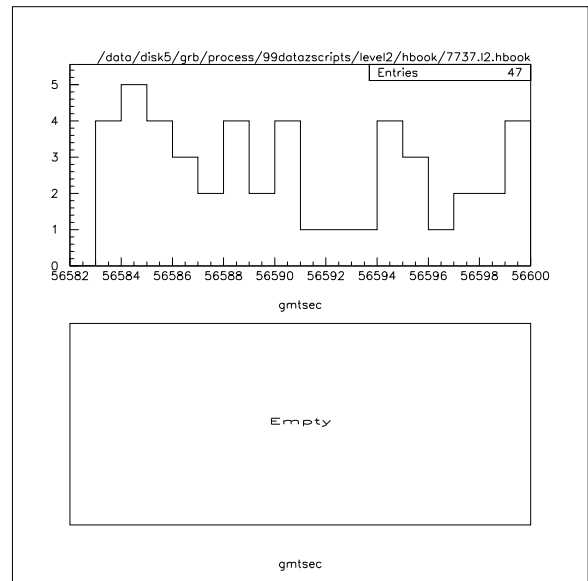 /data/disk5/grb/process/99datazscripts/level2/hbook/7737.l2.hbook
Entries 47
5
4
3
2
1
0
56582 56584 56586 56588 56590 56592 56594 56596 56598 56600
gmtsec
Empty
gmtsec